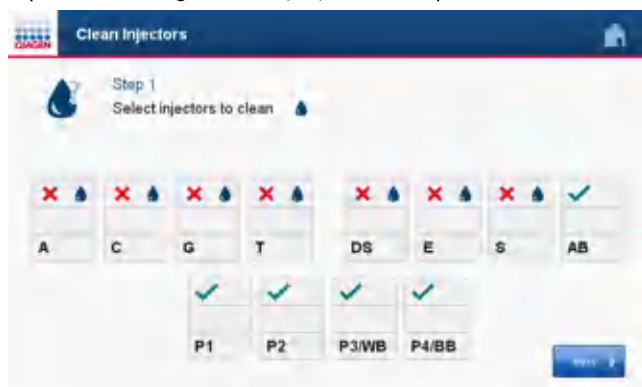 QIAGEN
Clean Injectors
Step 1
Select injectors to clean
A C G T DS E S AB
P1 P2 P3/WB P4/BB